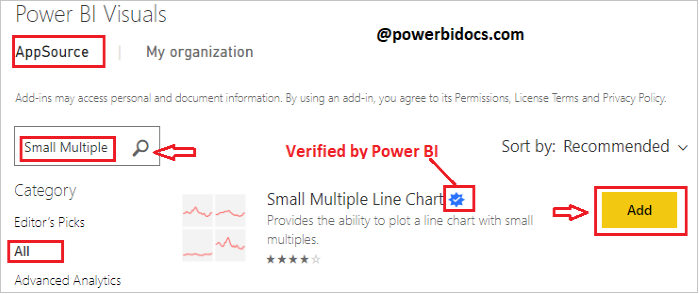 Power BI Visuals
@powerbidocs.com
AppSource | My organization
Add-ins may access personal and document information. By using an add-in, you agree to its Permissions, License Terms and Privacy Policy.
Small Multiple
Verified by Power BI
Sort by: Recommended
Category
Small Multiple Line Chart
Add
Editor's Picks
Provides the ability to plot a line chart with small
multiples.
All
Advanced Analytics